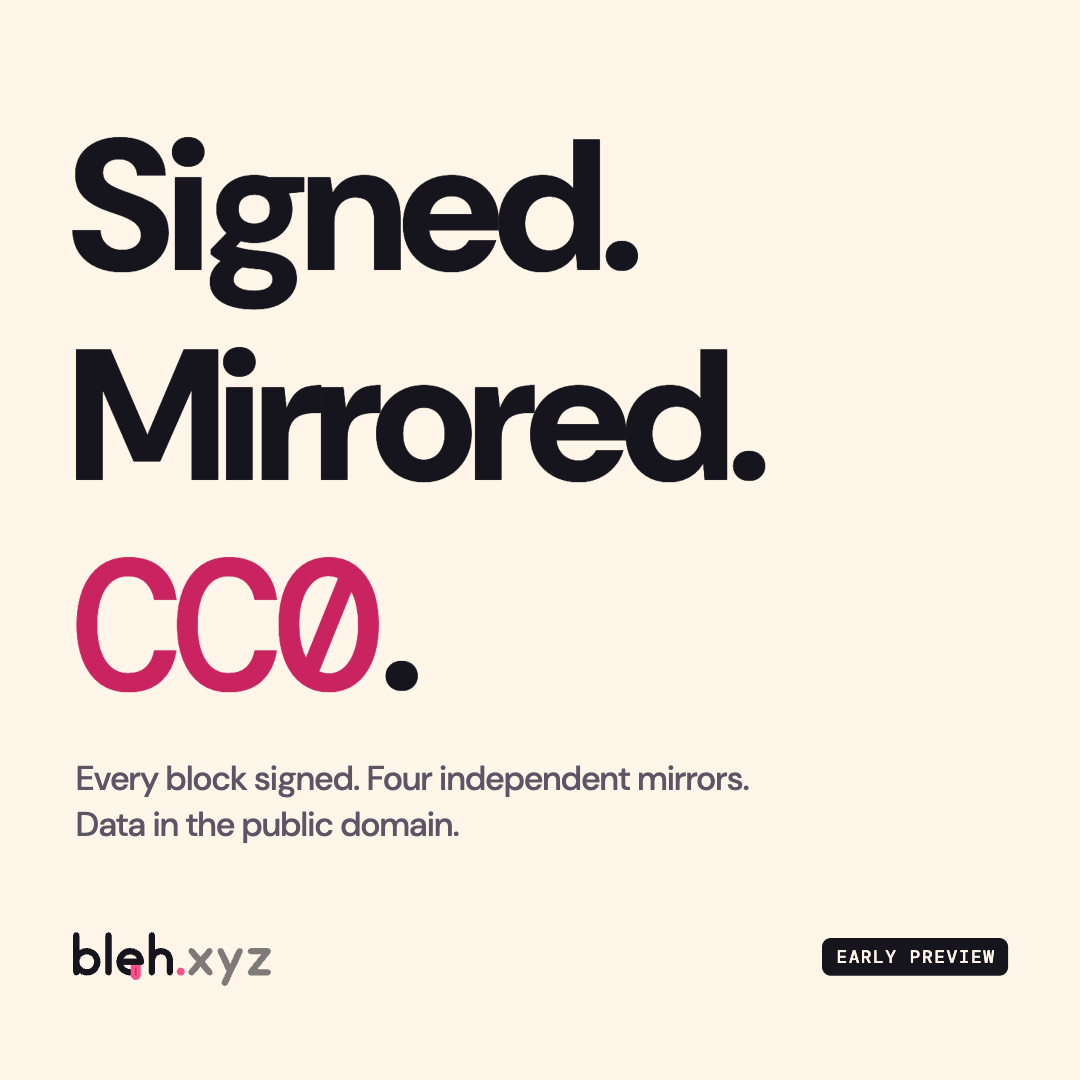 Signed.
Mirrored.
CC0.
Every block signed. Four independent mirrors.
Data in the public domain.
bleh.xyz
EARLY PREVIEW